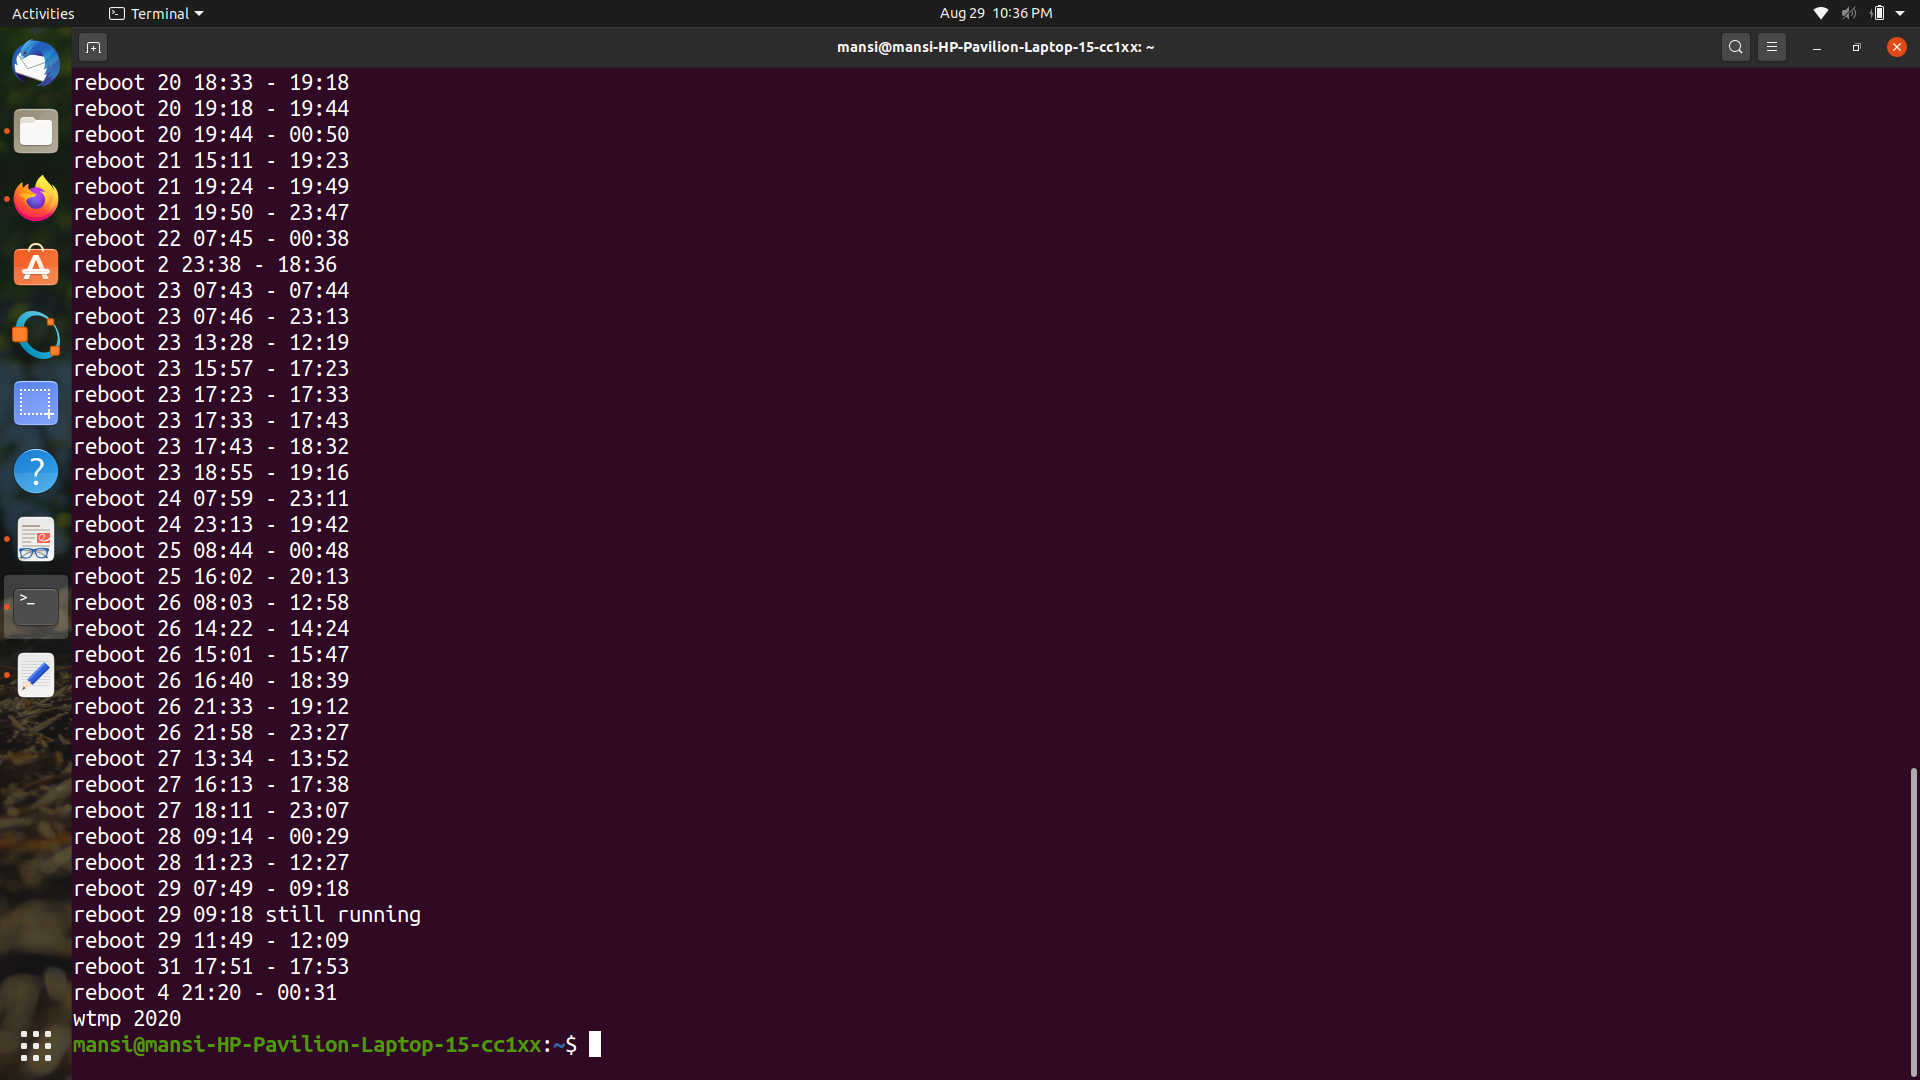 Activities
Terminal
Aug 29 10:36 PM
mansi@mansi-HP-Pavilion-Laptop-15-cc1xx: ~
reboot 20 18:33 - 19:18
reboot 20 19:18 - 19:44
reboot 20 19:44 - 00:50
reboot 21 15:11 - 19:23
reboot 21 19:24 - 19:49
reboot 21 19:50 - 23:47
reboot 22 07:45 - 00:38
reboot 2 23:38 - 18:36
reboot 23 07:43 - 07:44
reboot 23 07:46 - 23:13
reboot 23 13:28 - 12:19
reboot 23 15:57 - 17:23
reboot 23 17:23 - 17:33
reboot 23 17:33 - 17:43
reboot 23 17:43 - 18:32
reboot 23 18:55 - 19:16
reboot 24 07:59 - 23:11
reboot 24 23:13 - 19:42
reboot 25 08:44 - 00:48
reboot 25 16:02 - 20:13
reboot 26 08:03 - 12:58
reboot 26 14:22 - 14:24
reboot 26 15:01 - 15:47
reboot 26 16:40 - 18:39
reboot 26 21:33 - 19:12
reboot 26 21:58 - 23:27
reboot 27 13:34 - 13:52
reboot 27 16:13 - 17:38
reboot 27 18:11 - 23:07
reboot 28 09:14 - 00:29
reboot 28 11:23 - 12:27
reboot 29 07:49 - 09:18
reboot 29 09:18 still running
reboot 29 11:49 - 12:09
reboot 31 17:51 - 17:53
reboot 4 21:20 - 00:31
wtmp 2020
mansi@mansi-HP-Pavilion-Laptop-15-cc1xx:~$